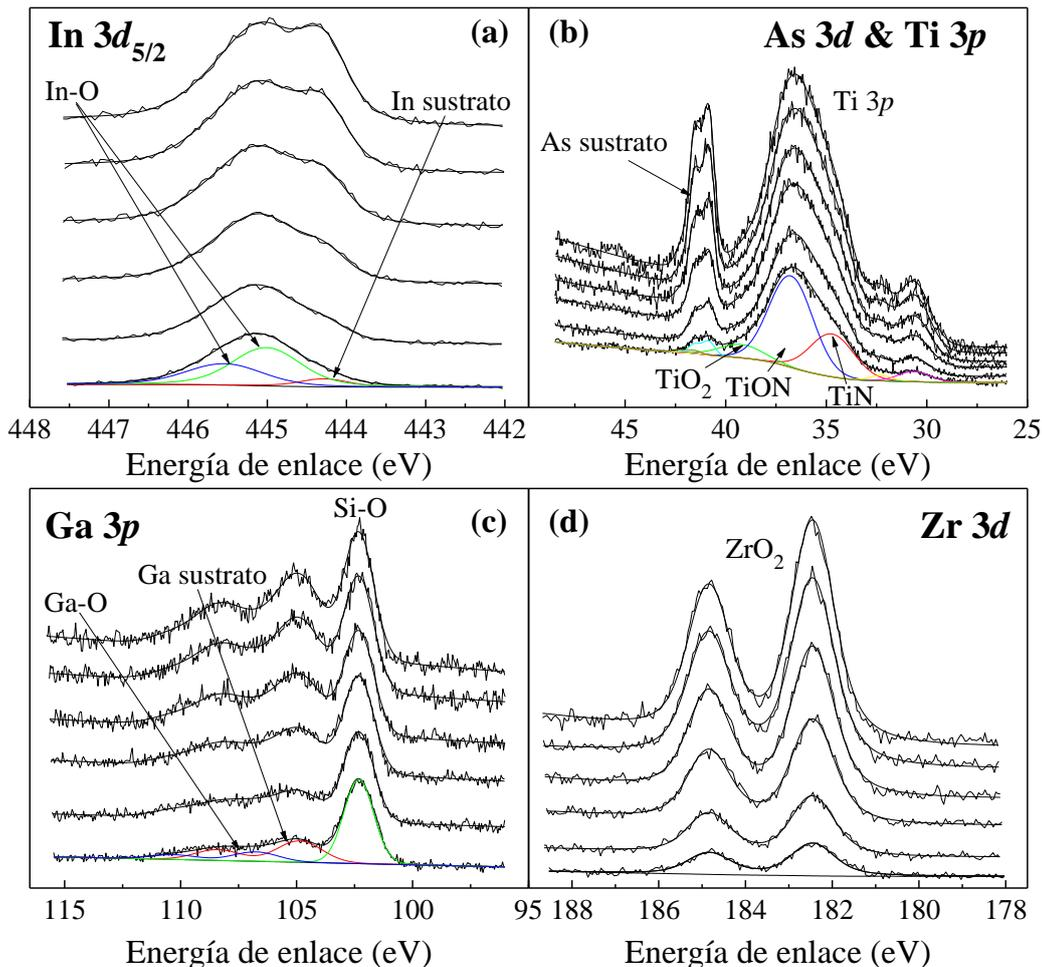 In 3d5/2
(a)
In-O
In sustrato
448 447 446 445 444 443 442
Energía de enlace (eV)
(b)
As 3d & Ti 3p
Ti 3p
As sustrato
TiO2
TiON
TiN
45 40 35 30 25
Energía de enlace (eV)
Ga 3p
Si-O
(c)
Ga sustrato
Ga-O
115 110 105 100 95
Energía de enlace (eV)
(d)
Zr 3d
ZrO2
188 186 184 182 180 178
Energía de enlace (eV)